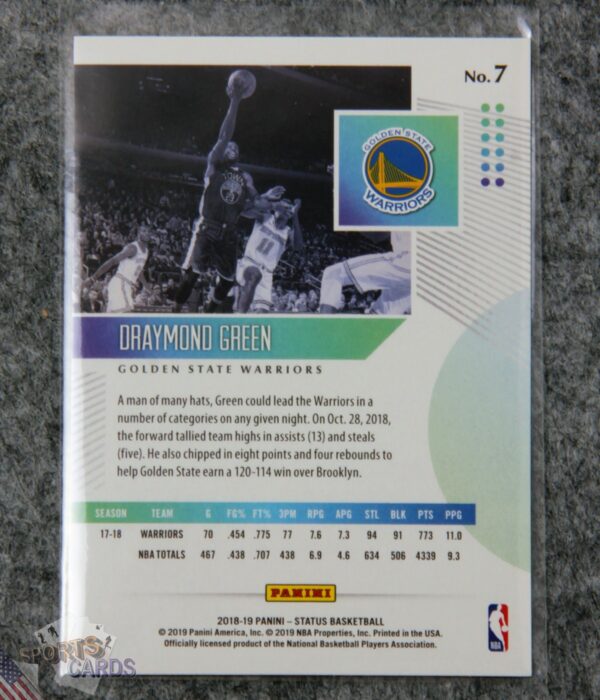 No. 7
GOLDEN STATE
WARRIORS
DRAYMOND GREEN
GOLDEN STATE WARRIORS
A man of many hats, Green could lead the Warriors in a
number of categories on any given night. On Oct. 28, 2018,
the forward tallied team highs in assists (13) and steals
(five). He also chipped in eight points and four rebounds to
help Golden State earn a 120-114 win over Brooklyn.
SEASON TEAM G FG% FT% 3PM RPG APG STL BLK PTS PPG
17-18 WARRIORS 70 .454 .775 77 7.6 7.3 94 91 773 11.0
NBA TOTALS 467 .438 .707 438 6.9 4.6 634 506 4339 9.3
PANINI
2018-19 PANINI – STATUS BASKETBALL
© 2019 Panini America, Inc. © 2019 NBA Properties, Inc. Printed in the USA.
Officially licensed product of the National Basketball Players Association.
NBA
SPORTS
CARDS